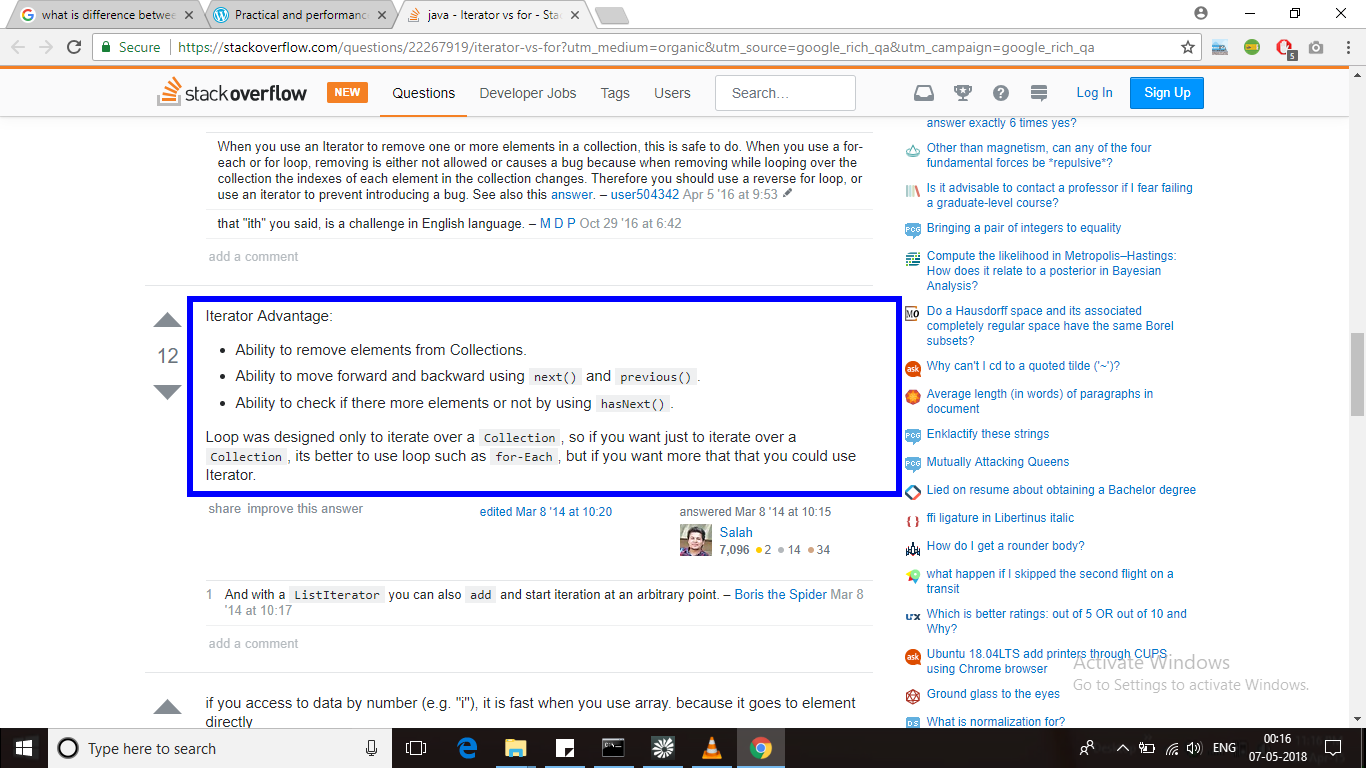 what is difference betwee
Practical and performanc
java - Iterator vs for - Sta
Secure
https://stackoverflow.com/questions/22267919/iterator-vs-for?utm_medium=organic&utm_source=google_rich_qa&utm_campaign=google_rich_qa
5
stackoverflow
NEW
Questions
Developer Jobs
Tags
Users
Search...
Log In
Sign Up
When you use an Iterator to remove one or more elements in a collection, this is safe to do. When you use a for-
each or for loop, removing is either not allowed or causes a bug because when removing while looping over the
collection the indexes of each element in the collection changes. Therefore you should use a reverse for loop, or
use an iterator to prevent introducing a bug. See also this answer. – user504342 Apr 5 '16 at 9:53
that "ith" you said, is a challenge in English language. – M D P Oct 29 '16 at 6:42
add a comment
12
Iterator Advantage:
• Ability to remove elements from Collections.
• Ability to move forward and backward using next() and previous() .
• Ability to check if there more elements or not by using hasNext() .
Loop was designed only to iterate over a Collection , so if you want just to iterate over a
Collection , its better to use loop such as for-Each , but if you want more that that you could use
Iterator.
share improve this answer
edited Mar 8 '14 at 10:20
answered Mar 8 '14 at 10:15
Salah
7,096 ●2 ●14 ●34
1 And with a ListIterator you can also add and start iteration at an arbitrary point. – Boris the Spider Mar 8
'14 at 10:17
add a comment
if you access to data by number (e.g. "i"), it is fast when you use array. because it goes to element
directly
answer exactly 6 times yes?
Other than magnetism, can any of the four
fundamental forces be *repulsive*?
Is it advisable to contact a professor if I fear failing
a graduate-level course?
PCG
Bringing a pair of integers to equality
Compute the likelihood in Metropolis–Hastings:
How does it relate to a posterior in Bayesian
Analysis?
MO
Do a Hausdorff space and its associated
completely regular space have the same Borel
subsets?
ask
Why can't I cd to a quoted tilde ('~')?
Average length (in words) of paragraphs in
document
PCG
Enklactify these strings
PCG
Mutually Attacking Queens
Lied on resume about obtaining a Bachelor degree
ffi ligature in Libertinus italic
How do I get a rounder body?
what happen if I skipped the second flight on a
transit
UX
Which is better ratings: out of 5 OR out of 10 and
Why?
ask
Ubuntu 18.04LTS add printers through CUPS
using Chrome browser
Ground glass to the eyes
DS
What is normalization for?
Activate Windows
Go to Settings to activate Windows.
Type here to search
ENG
00:16
07-05-2018